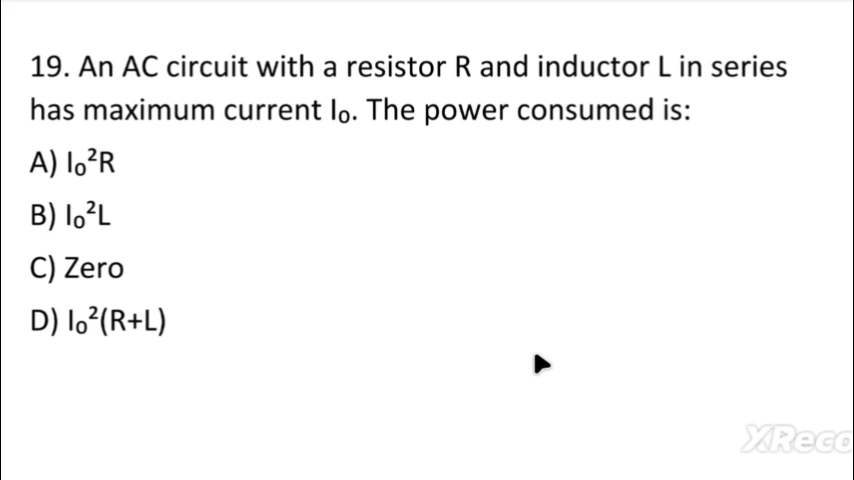 19. An AC circuit with a resistor R and inductor L in series
has maximum current I₀. The power consumed is:
A) I₀²R
B) I₀²L
C) Zero
D) I₀²(R+L)
XReco